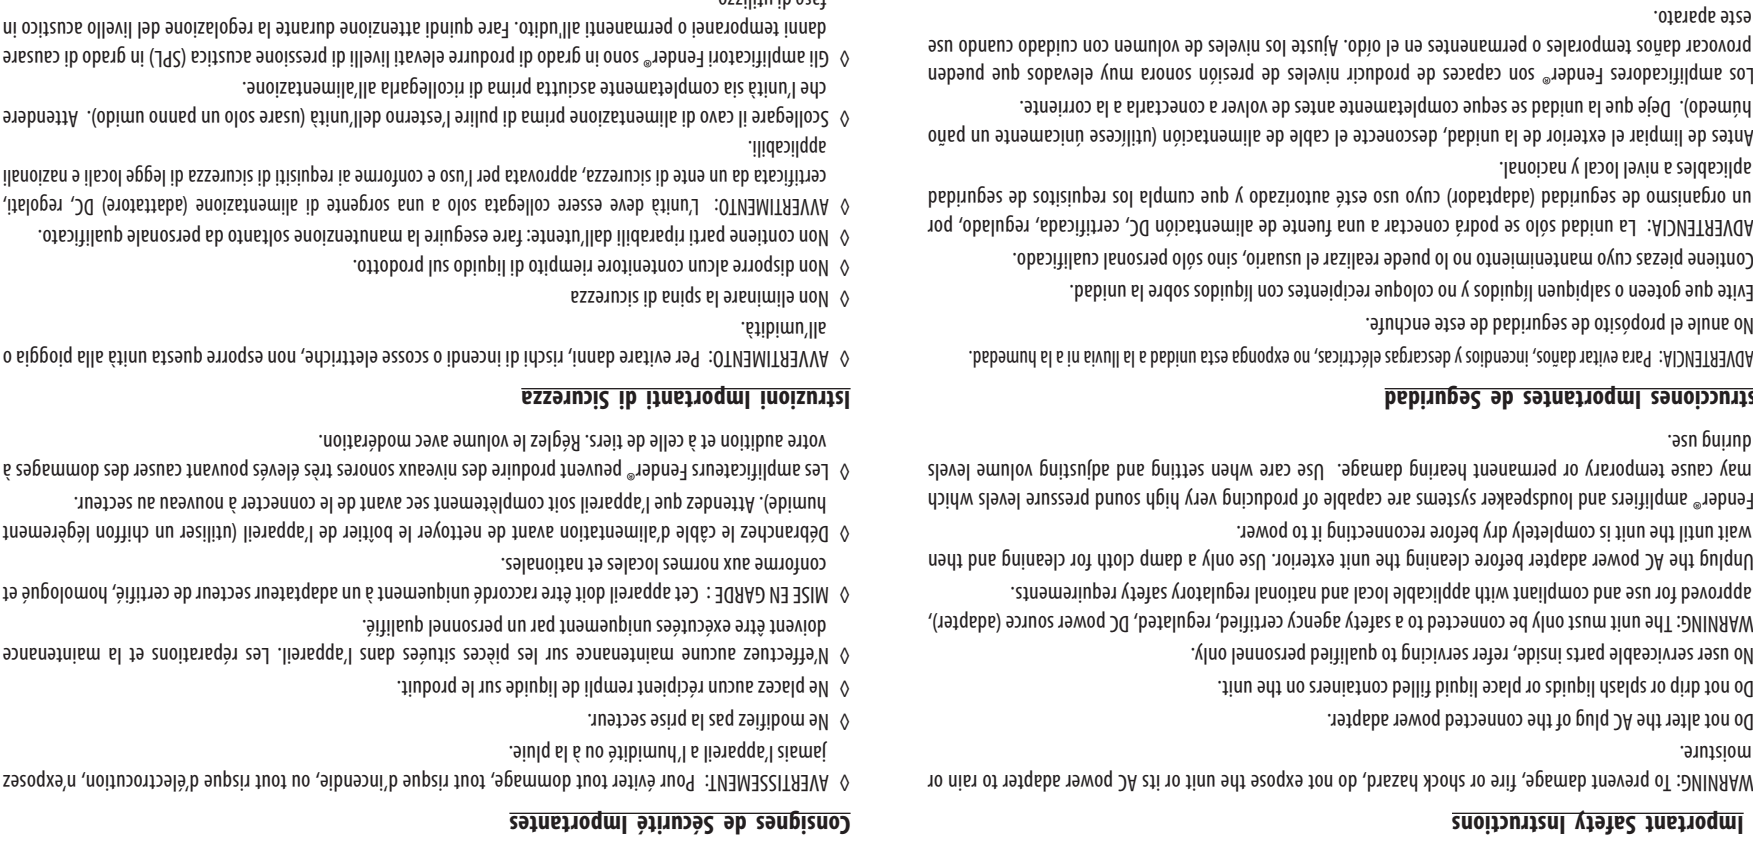 Important Safety Instructions
WARNING: To prevent damage, fire or shock hazard, do not expose the unit or its AC power adapter to rain or
moisture.
Do not alter the AC plug of the connected power adapter.
Do not drip or splash liquids or place liquid filled containers on the unit.
No user serviceable parts inside, refer servicing to qualified personnel only.
WARNING: The unit must only be connected to a safety agency certified, regulated, DC power source (adapter),
approved for use and compliant with applicable local and national regulatory safety requirements.
Unplug the AC power adapter before cleaning the unit exterior. Use only a damp cloth for cleaning and then
wait until the unit is completely dry before reconnecting it to power.
Fender® amplifiers and loudspeaker systems are capable of producing very high sound pressure levels which
may cause temporary or permanent hearing damage. Use care when setting and adjusting volume levels
during use.
strucciones Importantes de Seguridad
ADVERTENCIA: Para evitar daños, incendios y descargas eléctricas, no exponga esta unidad a la lluvia ni a la humedad.
No anule el propósito de seguridad de este enchufe.
Evite que goteen o salpiquen líquidos y no coloque recipientes con líquidos sobre la unidad.
Contiene piezas cuyo mantenimiento no lo puede realizar el usuario, sino sólo personal cualificado.
ADVERTENCIA: La unidad sólo se podrá conectar a una fuente de alimentación DC, certificada, regulado, por
un organismo de seguridad (adaptador) cuyo uso esté autorizado y que cumpla los requisitos de seguridad
aplicables a nivel local y nacional.
Antes de limpiar el exterior de la unidad, desconecte el cable de alimentación (utilícese únicamente un paño
húmedo). Deje que la unidad se seque completamente antes de volver a conectarla a la corriente.
Los amplificadores Fender® son capaces de producir niveles de presión sonora muy elevados que pueden
provocar daños temporales o permanentes en el oído. Ajuste los niveles de volumen con cuidado cuando use
este aparato.
Consignes de Sécurité Importantes
◊ AVERTISSEMENT: Pour éviter tout dommage, tout risque d'incendie, ou tout risque d'électrocution, n'exposez
jamais l'appareil a l'humidité ou à la pluie.
◊ Ne modifiez pas la prise secteur.
◊ Ne placez aucun récipient rempli de liquide sur le produit.
◊ N'effectuez aucune maintenance sur les pièces situées dans l'appareil. Les réparations et la maintenance
doivent être exécutées uniquement par un personnel qualifié.
◊ MISE EN GARDE : Cet appareil doit être raccordé uniquement à un adaptateur secteur de certifié, homologué et
conforme aux normes locales et nationales.
◊ Débranchez le câble d'alimentation avant de nettoyer le boîtier de l'appareil (utiliser un chiffon légèrement
humide). Attendez que l'appareil soit complètement sec avant de le connecter à nouveau au secteur.
◊ Les amplificateurs Fender® peuvent produire des niveaux sonores très élevés pouvant causer des dommages à
votre audition et à celle de tiers. Réglez le volume avec modération.
Istruzioni Importanti di Sicurezza
◊ AVVERTIMENTO: Per evitare danni, rischi di incendi o scosse elettriche, non esporre questa unità alla pioggia o
all'umidità.
◊ Non eliminare la spina di sicurezza
◊ Non disporre alcun contenitore riempito di liquido sul prodotto.
◊ Non contiene parti riparabili dall'utente: fare eseguire la manutenzione soltanto da personale qualificato.
◊ AVVERTIMENTO: L'unità deve essere collegata solo a una sorgente di alimentazione (adattatore) DC, regolati,
certificata da un ente di sicurezza, approvata per l'uso e conforme ai requisiti di sicurezza di legge locali e nazionali
applicabili.
◊ Scollegare il cavo di alimentazione prima di pulire l'esterno dell'unità (usare solo un panno umido). Attendere
che l'unità sia completamente asciutta prima di ricollegarla all'alimentazione.
◊ Gli amplificatori Fender® sono in grado di produrre elevati livelli di pressione acustica (SPL) in grado di causare
danni temporanei o permanenti all'udito. Fare quindi attenzione durante la regolazione del livello acustico in
fase di utilizzo